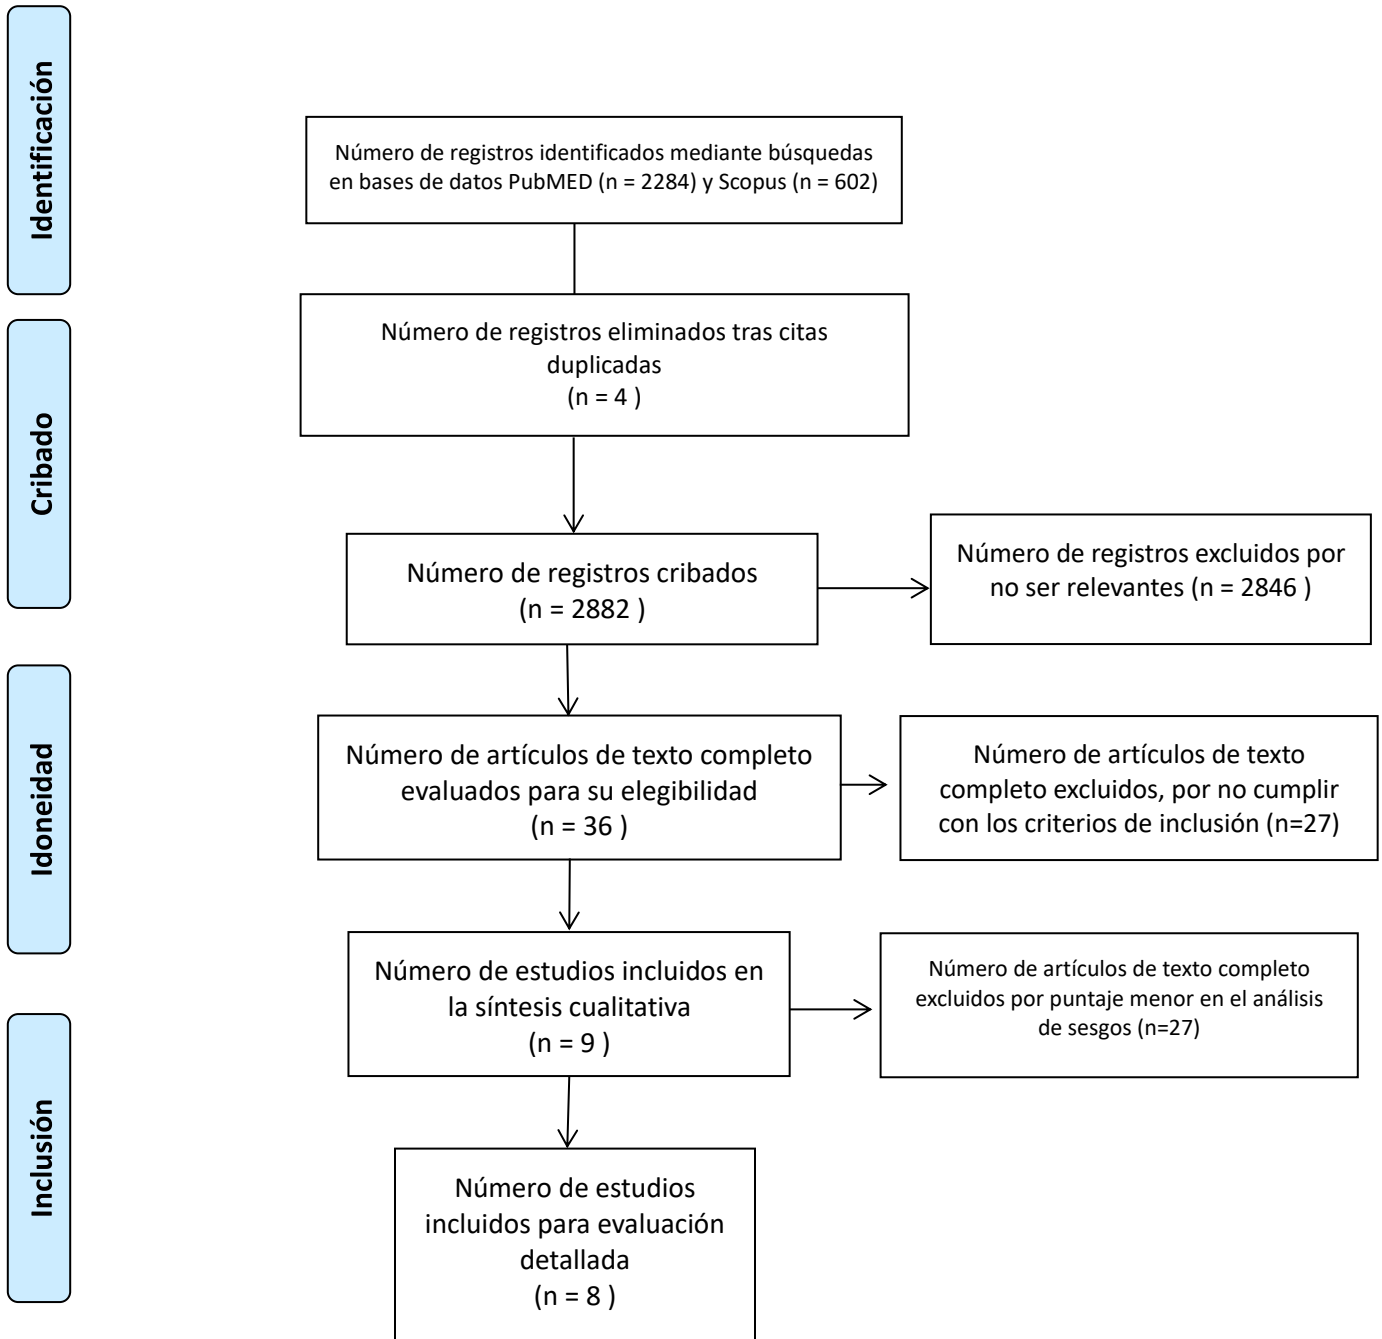 Identificación
Número de registros identificados mediante búsquedas
en bases de datos PubMED (n = 2284) y Scopus (n = 602)
Número de registros eliminados tras citas
duplicadas
(n = 4 )
Cribado
Número de registros cribados
(n = 2882 )
Número de registros excluidos por
no ser relevantes (n = 2846 )
Idoneidad
Número de artículos de texto completo
evaluados para su elegibilidad
(n = 36 )
Número de artículos de texto
completo excluidos, por no cumplir
con los criterios de inclusión (n=27)
Número de estudios incluidos en
la síntesis cualitativa
(n = 9 )
Número de artículos de texto completo
excluidos por puntaje menor en el análisis
de sesgos (n=27)
Inclusión
Número de estudios
incluidos para evaluación
detallada
(n = 8 )